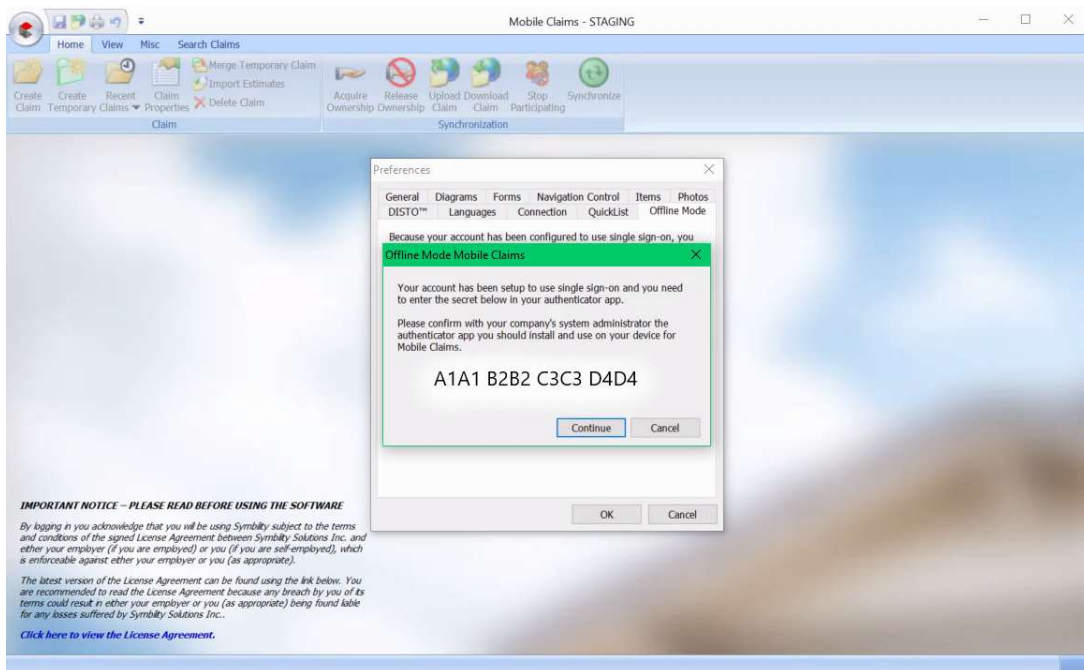 Mobile Claims - STAGING
Home View Misc Search Claims
Create Claim
Create Temporary
Recent Claims
Claim Properties
Merge Temporary Claim
Import Estimates
Delete Claim
Claim
Acquire Ownership
Release Ownership
Upload Claim
Download Claim
Stop Participating
Synchronize
Synchronization
Preferences
General Diagrams Forms Navigation Control Items Photos
DISTO™ Languages Connection QuickList Offline Mode
Because your account has been configured to use single sign-on, you
Offline Mode Mobile Claims
Your account has been setup to use single sign-on and you need
to enter the secret below in your authenticator app.
Please confirm with your company's system administrator the
authenticator app you should install and use on your device for
Mobile Claims.
A1A1 B2B2 C3C3 D4D4
Continue Cancel
OK Cancel
IMPORTANT NOTICE – PLEASE READ BEFORE USING THE SOFTWARE
By logging in you acknowledge that you will be using Symbility subject to the terms
and conditions of the signed License Agreement between Symbility Solutions Inc. and
either your employer (if you are employed) or you (if you are self-employed), which
is enforceable against either your employer or you (as appropriate).
The latest version of the License Agreement can be found using the link below. You
are recommended to read the License Agreement because any breach by you of its
terms could result in either your employer or you (as appropriate) being found liable
for any losses suffered by Symbility Solutions Inc..
Click here to view the License Agreement.